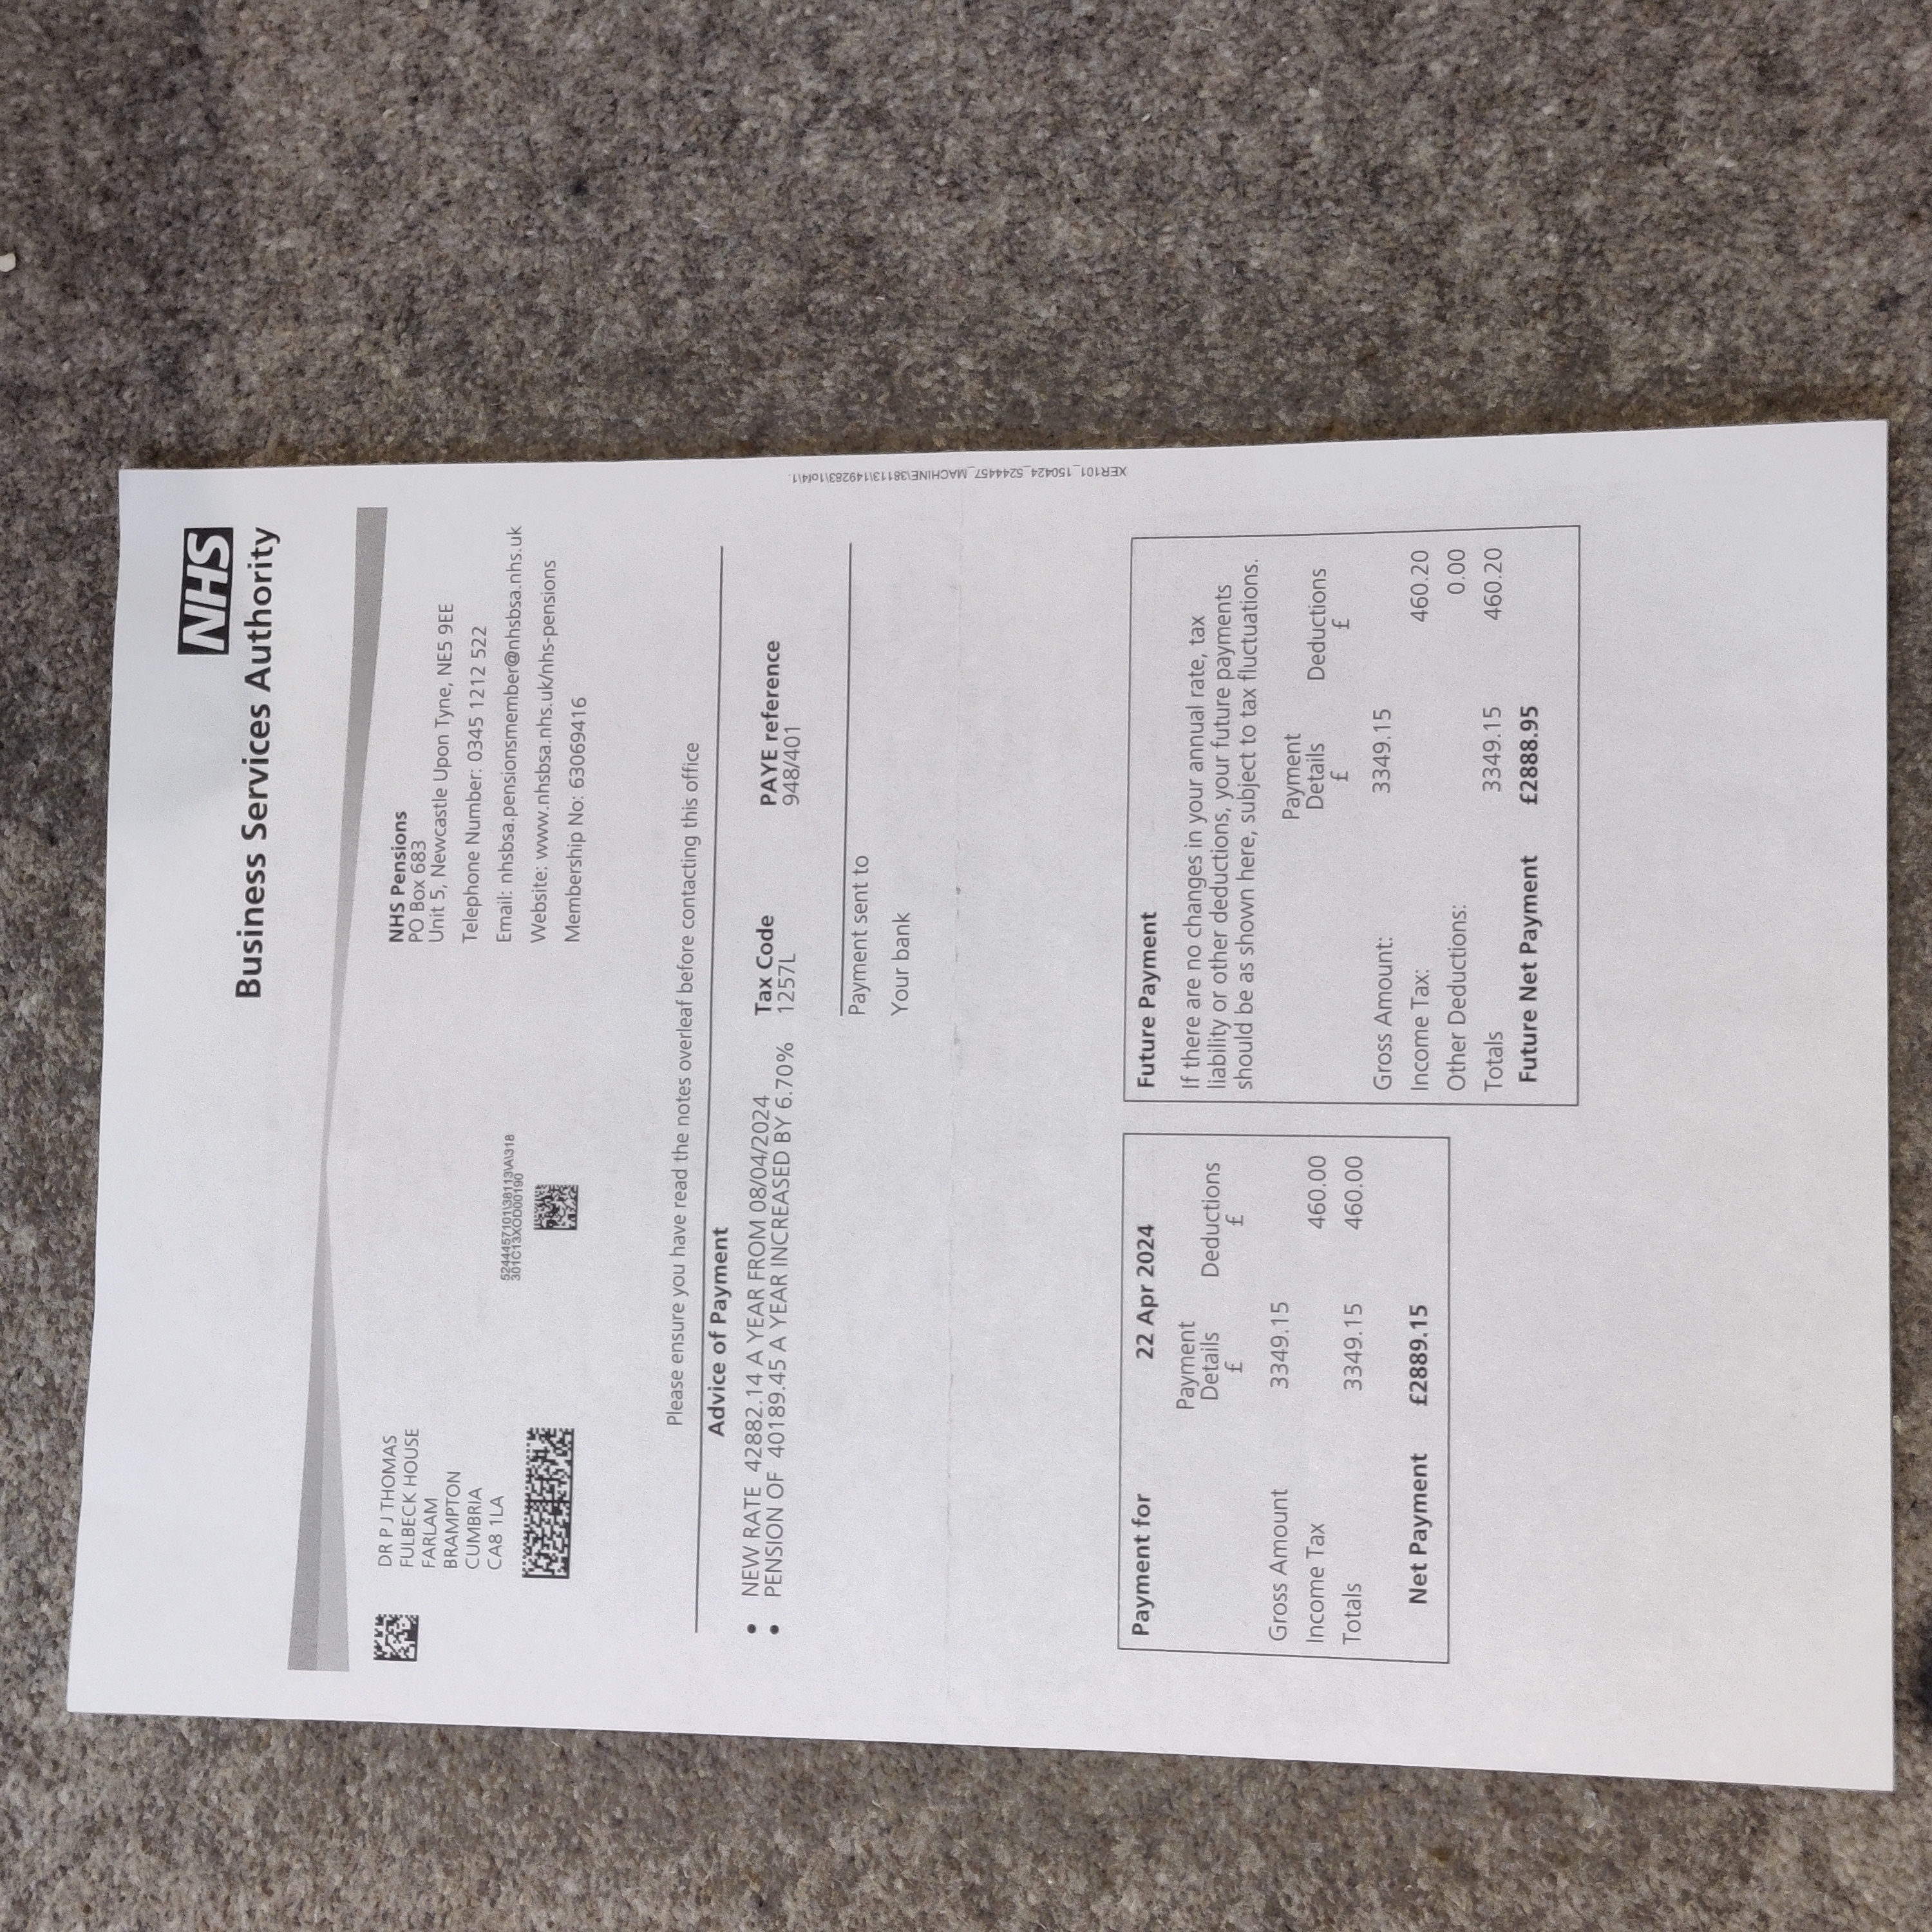 NHS
Business Services Authority
DR P J THOMAS
FULBECK HOUSE
FARLAM
BRAMPTON
CUMBRIA
CA8 1LA
5244457101\38113\A\318
301C13XOD00190
NHS Pensions
PO Box 683
Unit 5, Newcastle Upon Tyne, NE5 9EE
Telephone Number: 0345 1212 522
Email: nhsbsa.pensionsmember@nhsbsa.nhs.uk
Website: www.nhsbsa.nhs.uk/nhs-pensions
Membership No: 63069416
Please ensure you have read the notes overleaf before contacting this office
Advice of Payment
• NEW RATE 42882.14 A YEAR FROM 08/04/2024
• PENSION OF 40189.45 A YEAR INCREASED BY 6.70%
Tax Code
1257L
PAYE reference
948/401
Payment sent to
Your bank
XER101_150424_5244457_MACHINE\38113\149283\1of4\1.
Payment for 22 Apr 2024
Payment
Details Deductions
£ £
Gross Amount 3349.15
Income Tax 460.00
Totals 3349.15 460.00
Net Payment £2889.15
Future Payment
If there are no changes in your annual rate, tax
liability or other deductions, your future payments
should be as shown here, subject to tax fluctuations.
Payment
Details Deductions
£ £
Gross Amount: 3349.15
Income Tax: 460.20
Other Deductions: 0.00
Totals 3349.15 460.20
Future Net Payment £2888.95